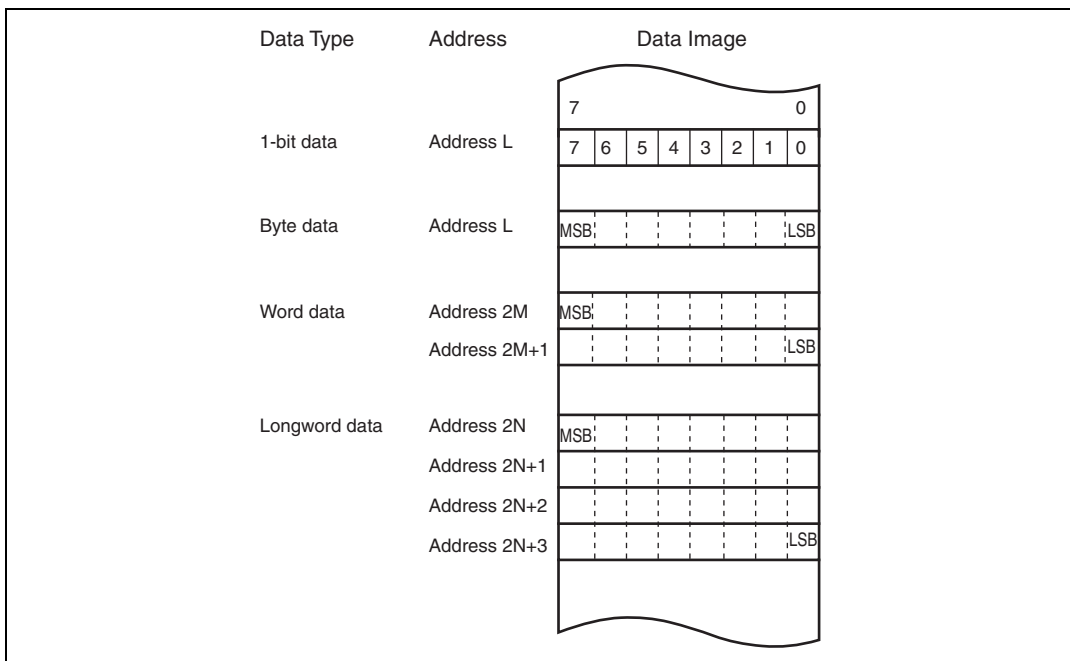 Data Type Address Data Image
7 0
1-bit data Address L 7 6 5 4 3 2 1 0
Byte data Address L MSB LSB
Word data Address 2M MSB
Address 2M+1 LSB
Longword data Address 2N MSB
Address 2N+1
Address 2N+2
Address 2N+3 LSB